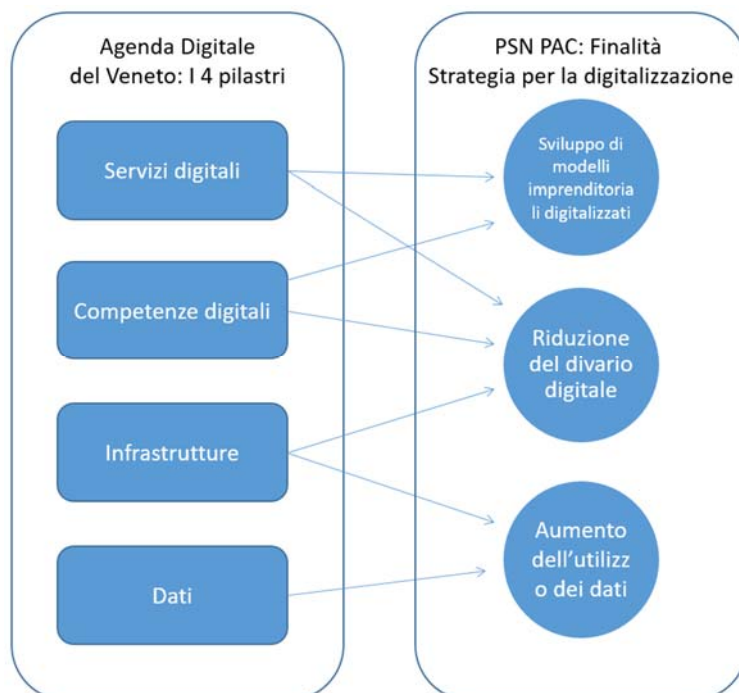 Agenda Digitale
del Veneto: I 4 pilastri
Servizi digitali
Competenze digitali
Infrastrutture
Dati
PSN PAC: Finalità
Strategia per la digitalizzazione
Sviluppo di
modelli
imprenditoria
li digitalizzati
Riduzione
del divario
digitale
Aumento
dell’utilizz
o dei dati